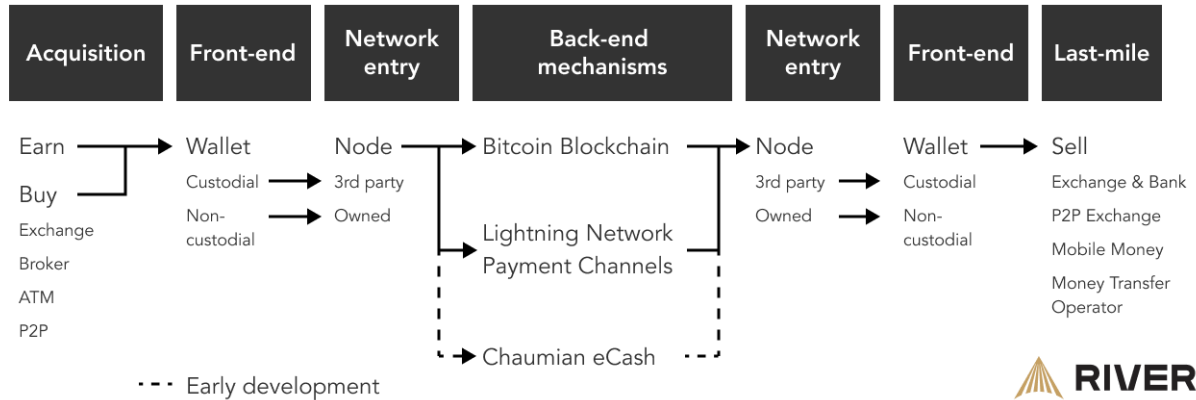 Acquisition
Front-end
Network
entry
Back-end
mechanisms
Network
entry
Front-end
Last-mile
Earn
Buy
Exchange
Broker
ATM
P2P
Wallet
Custodial
Non-
custodial
Node
3rd party
Owned
Bitcoin Blockchain
Lightning Network
Payment Channels
Chaumian eCash
Node
3rd party
Owned
Wallet
Custodial
Non-
custodial
Sell
Exchange & Bank
P2P Exchange
Mobile Money
Money Transfer
Operator
Early development
RIVER